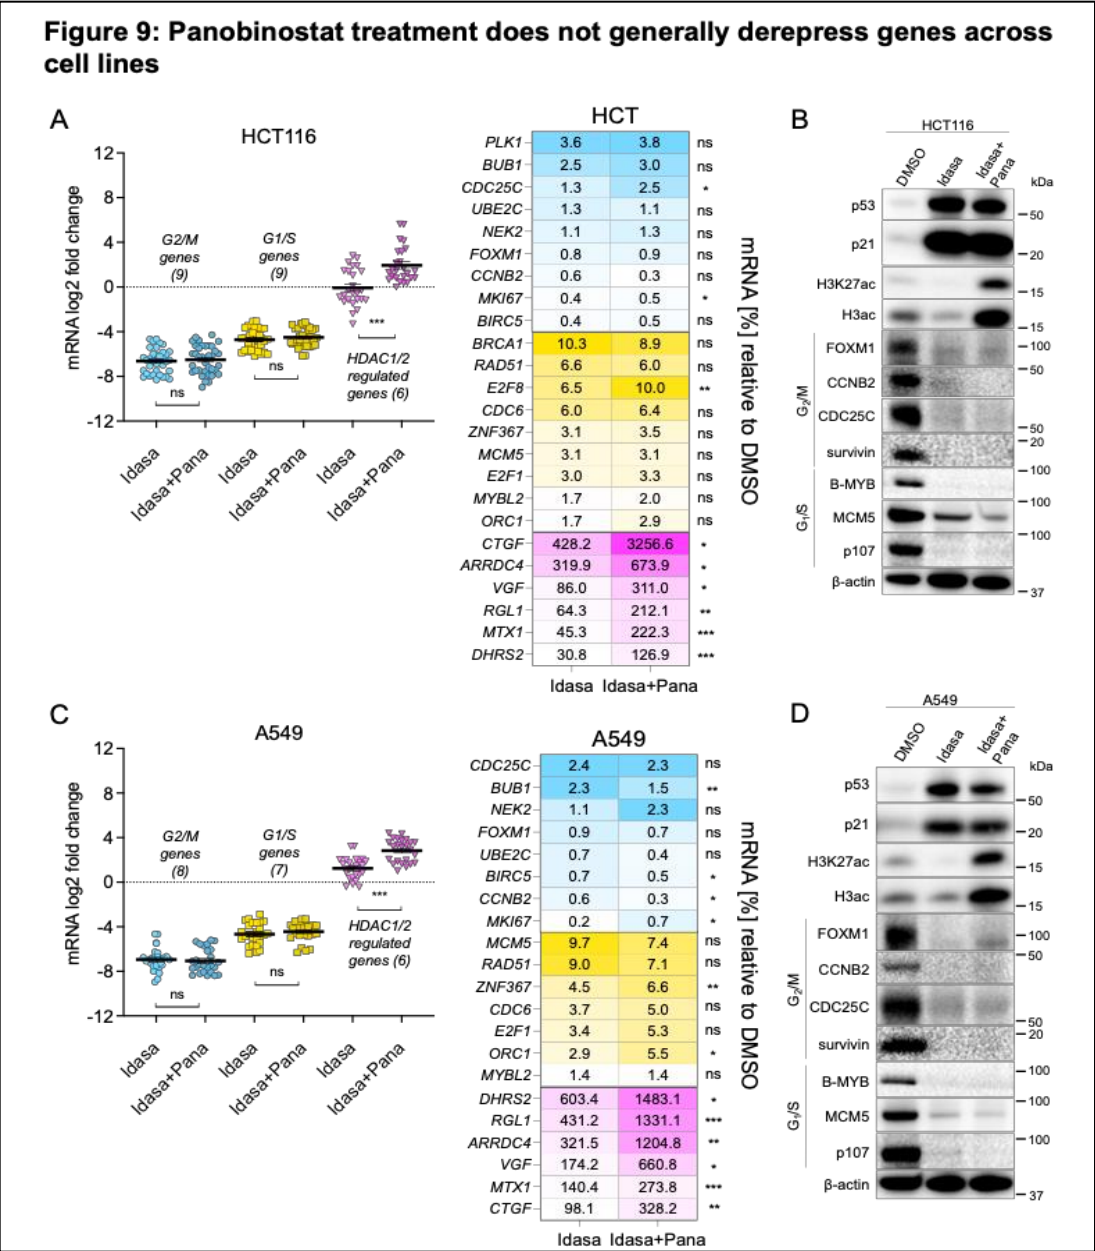 Figure 9: Panobinostat treatment does not generally derepress genes across
cell lines
A
HCT116
mRNA log2 fold change
12
8
4
0
-4
-8
-12
G2/M
genes
(9)
G1/S
genes
(9)
ns
ns
***
HDAC1/2
regulated
genes (6)
Idasa
Idasa+Pana
Idasa
Idasa+Pana
Idasa
Idasa+Pana
HCT
PLK1 3.6 3.8 ns
BUB1 2.5 3.0 ns
CDC25C 1.3 2.5 *
UBE2C 1.3 1.1 ns
NEK2 1.1 1.3 ns
FOXM1 0.8 0.9 ns
CCNB2 0.6 0.3 ns
MKI67 0.4 0.5 *
BIRC5 0.4 0.5 ns
BRCA1 10.3 8.9 ns
RAD51 6.6 6.0 ns
E2F8 6.5 10.0 **
CDC6 6.0 6.4 ns
ZNF367 3.1 3.5 ns
MCM5 3.1 3.1 ns
E2F1 3.0 3.3 ns
MYBL2 1.7 2.0 ns
ORC1 1.7 2.9 ns
CTGF 428.2 3256.6 *
ARRDC4 319.9 673.9 *
VGF 86.0 311.0 *
RGL1 64.3 212.1 **
MTX1 45.3 222.3 ***
DHRS2 30.8 126.9 ***
Idasa Idasa+Pana
mRNA [%] relative to DMSO
B
HCT116
DMSO
Idasa
Idasa+
Pana
kDa
p53
50
p21
20
H3K27ac
15
H3ac
15
G2/M
FOXM1
100
50
CCNB2
CDC25C
50
20
survivin
G1/S
100
B-MYB
100
MCM5
100
p107
β-actin
37
C
A549
mRNA log2 fold change
12
8
4
0
-4
-8
-12
G2/M
genes
(8)
G1/S
genes
(7)
ns
ns
***
HDAC1/2
regulated
genes (6)
Idasa
Idasa+Pana
Idasa
Idasa+Pana
Idasa
Idasa+Pana
A549
CDC25C 2.4 2.3 ns
BUB1 2.3 1.5 **
NEK2 1.1 2.3 ns
FOXM1 0.9 0.7 ns
UBE2C 0.7 0.4 ns
BIRC5 0.7 0.5 *
CCNB2 0.6 0.3 *
MKI67 0.2 0.7 *
MCM5 9.7 7.4 ns
RAD51 9.0 7.1 ns
ZNF367 4.5 6.6 **
CDC6 3.7 5.0 ns
E2F1 3.4 5.3 ns
ORC1 2.9 5.5 *
MYBL2 1.4 1.4 ns
DHRS2 603.4 1483.1 *
RGL1 431.2 1331.1 ***
ARRDC4 321.5 1204.8 **
VGF 174.2 660.8 *
MTX1 140.4 273.8 ***
CTGF 98.1 328.2 **
Idasa Idasa+Pana
mRNA [%] relative to DMSO
D
A549
DMSO
Idasa
Idasa+
Pana
kDa
p53
50
p21
20
H3K27ac
15
H3ac
15
G2/M
FOXM1
100
50
CCNB2
CDC25C
50
20
survivin
G1/S
100
B-MYB
100
MCM5
100
p107
β-actin
37